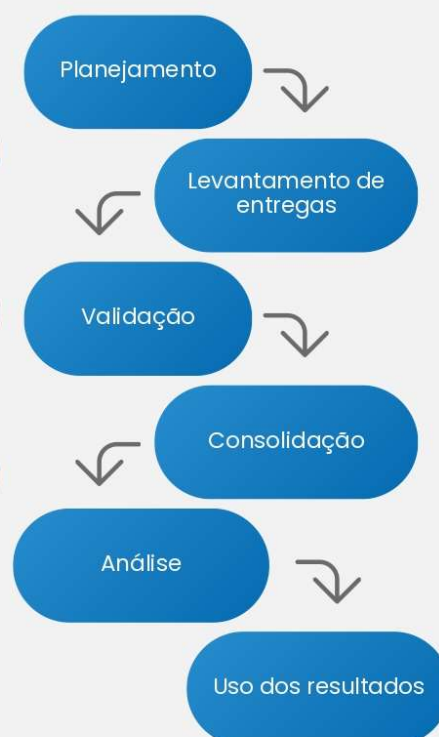 Planejamento
Levantamento de
entregas
Validação
Consolidação
Análise
Uso dos resultados